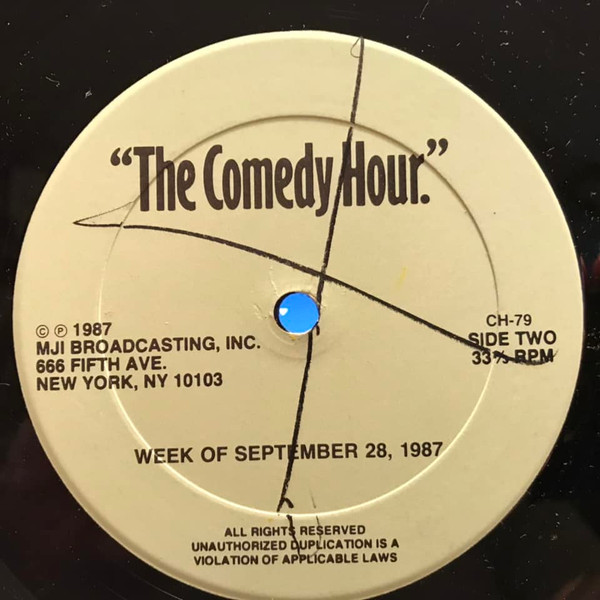 “The Comedy Hour.”
© ℗ 1987
MJI BROADCASTING, INC.
666 FIFTH AVE.
NEW YORK, NY 10103
CH-79
SIDE TWO
33⅓ RPM
WEEK OF SEPTEMBER 28, 1987
ALL RIGHTS RESERVED
UNAUTHORIZED DUPLICATION IS A
VIOLATION OF APPLICABLE LAWS